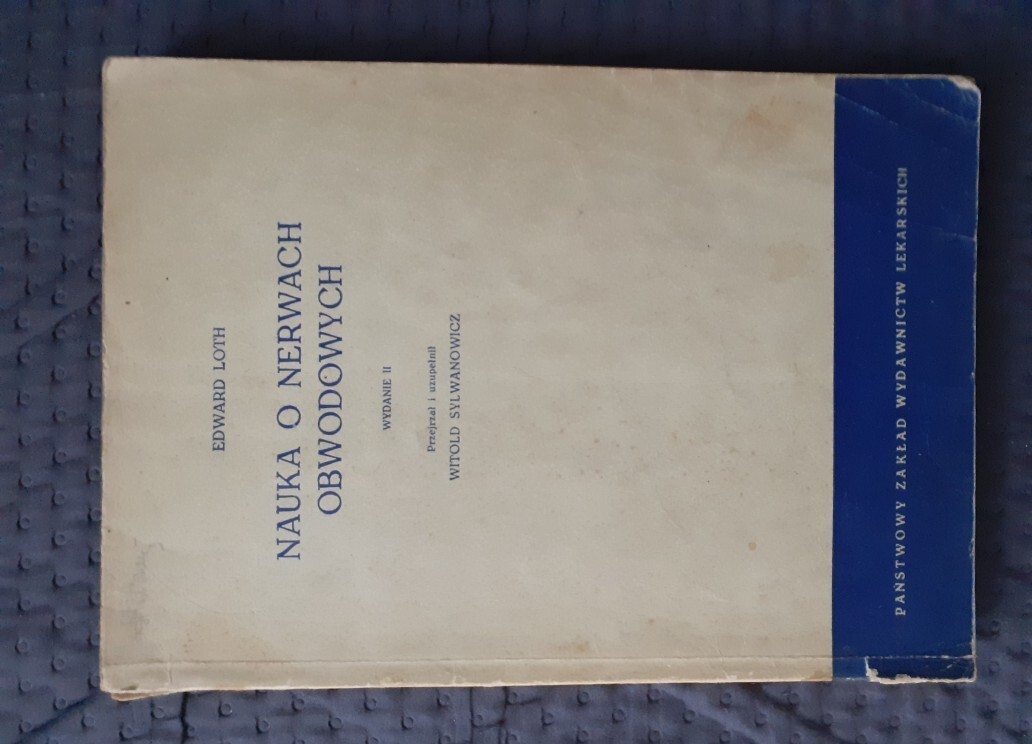 EDWARD LOTH
NAUKA O NERWACH
OBWODOWYCH
WYDANIE II
Przejrzał i uzupełnił
WITOLD SYLWANOWICZ
PAŃSTWOWY ZAKŁAD WYDAWNICTW LEKARSKICH